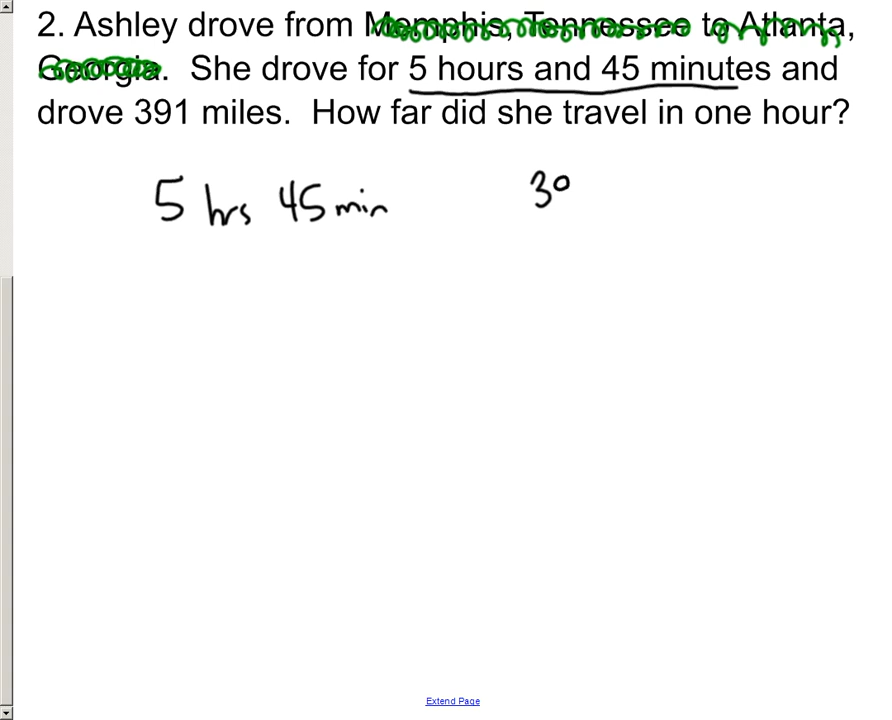 2. Ashley drove from Memphis, Tennessee to Atlanta,
Georgia. She drove for 5 hours and 45 minutes and
drove 391 miles. How far did she travel in one hour?
5 hrs 45 min 39
Extend Page